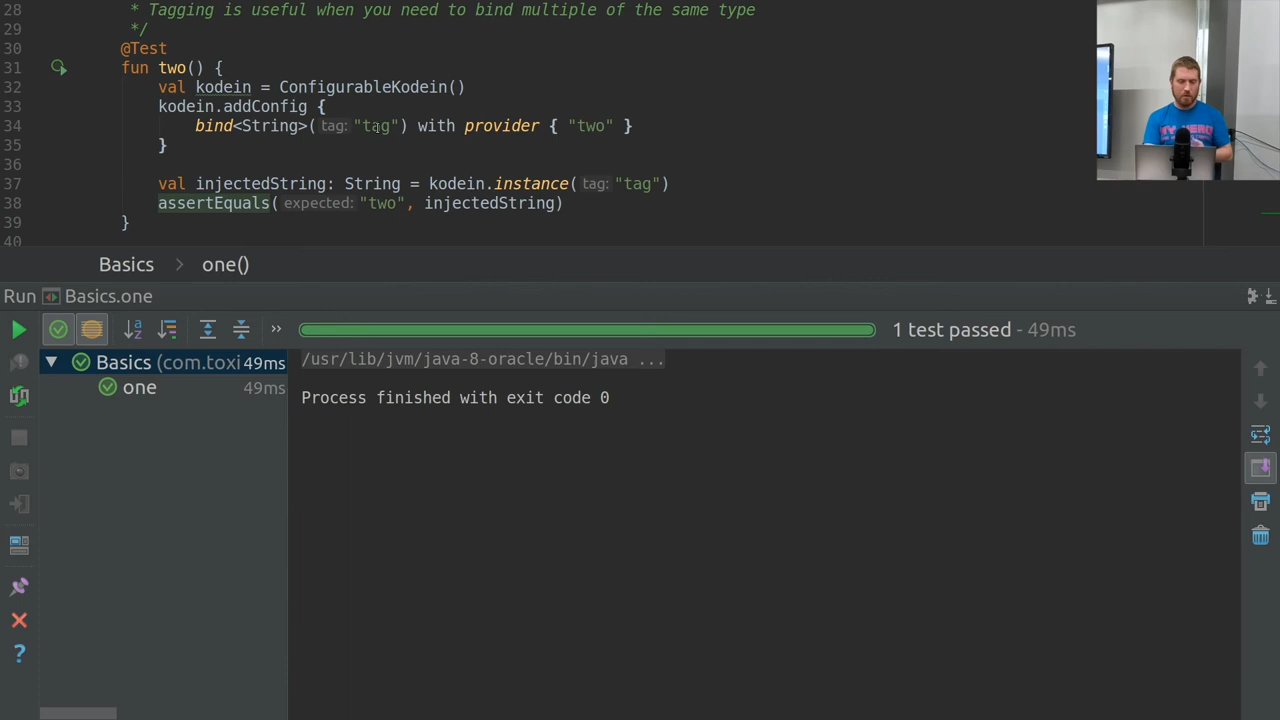 28 * Tagging is useful when you need to bind multiple of the same type
29 */
30 @Test
31 fun two() {
32 val kodein = ConfigurableKodein()
33 kodein.addConfig {
34 bind<String>( tag: "tag") with provider { "two" }
35 }
36
37 val injectedString: String = kodein.instance( tag: "tag")
38 assertEquals( expected: "two", injectedString)
39 }
40
Basics > one()
Run Basics.one
1 test passed - 49ms
Basics (com.toxi 49ms
one 49ms
/usr/lib/jvm/java-8-oracle/bin/java ...
Process finished with exit code 0